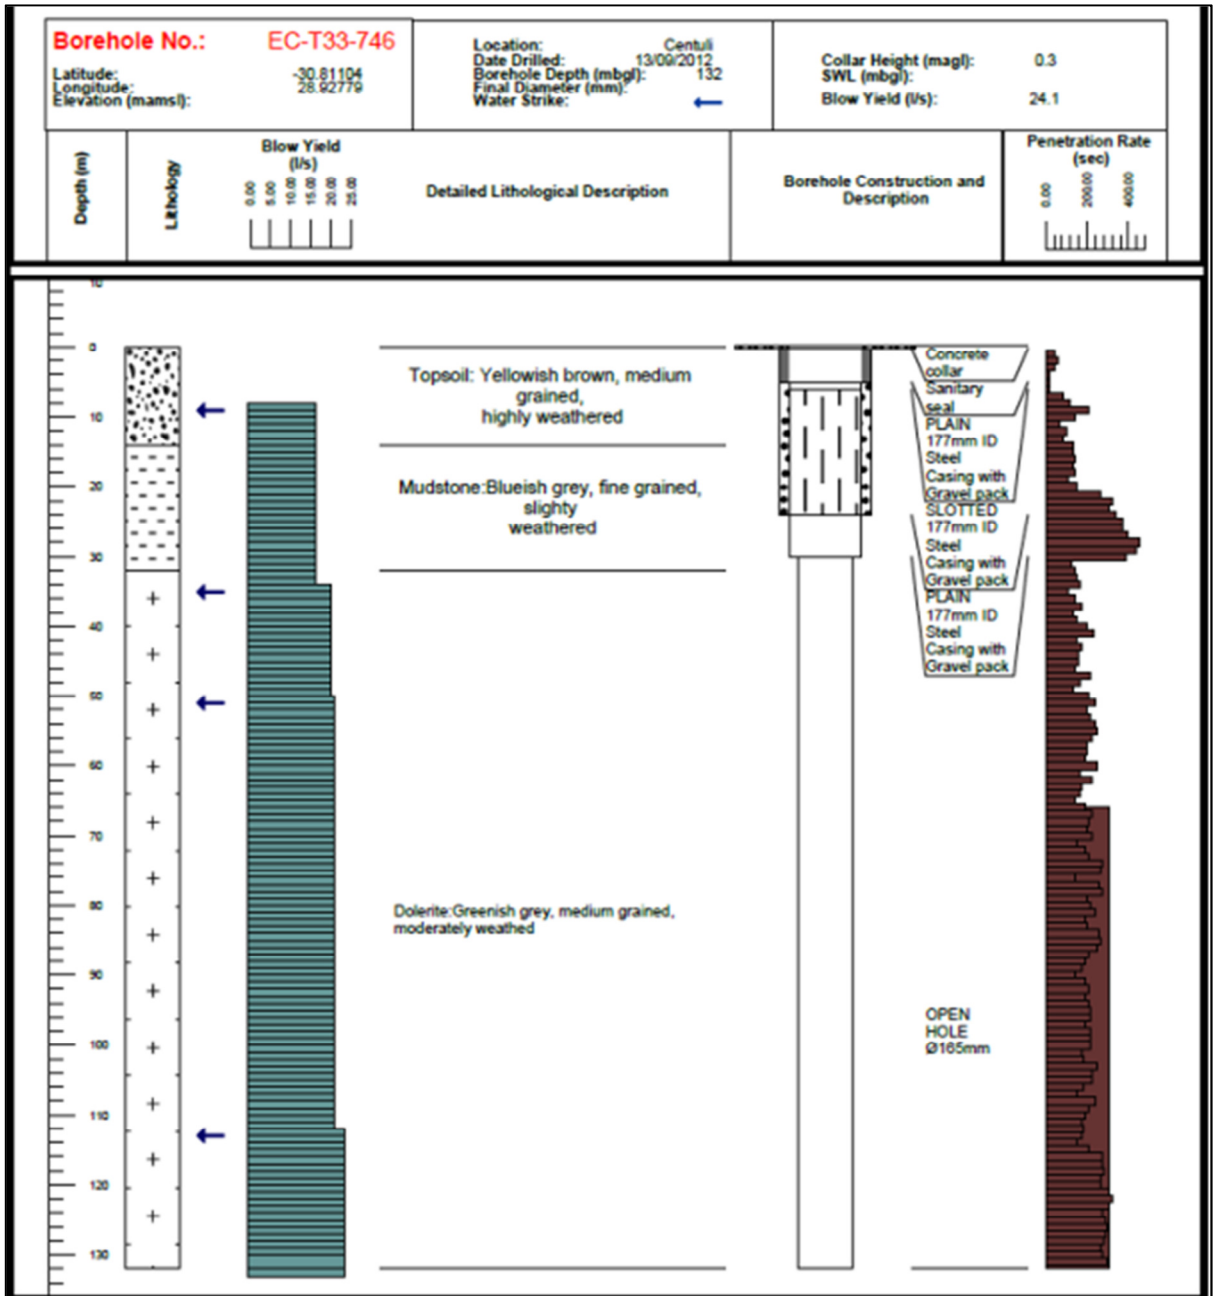 Borehole No.: EC-T33-746
Latitude: -30.81104
Longitude: 28.92779
Elevation (mamsl):
Location: Centuli
Date Drilled: 13/09/2012
Borehole Depth (mbgl): 132
Final Diameter (mm):
Water Strike:
Collar Height (magl): 0.3
SWL (mbgl):
Blow Yield (l/s): 24.1
Depth (m)
Lithology
Blow Yield
(l/s)
0.00 5.00 10.00 15.00 20.00 25.00
Detailed Lithological Description
Borehole Construction and
Description
Penetration Rate
(sec)
0.00 200.00 400.00
10
0
10
20
30
40
50
60
70
80
90
100
110
120
130
Topsoil: Yellowish brown, medium
grained,
highly weathered
Mudstone:Blueish grey, fine grained,
slighty
weathered
Dolerite:Greenish grey, medium grained,
moderately weathed
Concrete
collar
Sanitary
seal
PLAIN
177mm ID
Steel
Casing with
Gravel pack
SLOTTED
177mm ID
Steel
Casing with
Gravel pack
PLAIN
177mm ID
Steel
Casing with
Gravel pack
OPEN
HOLE
Ø165mm